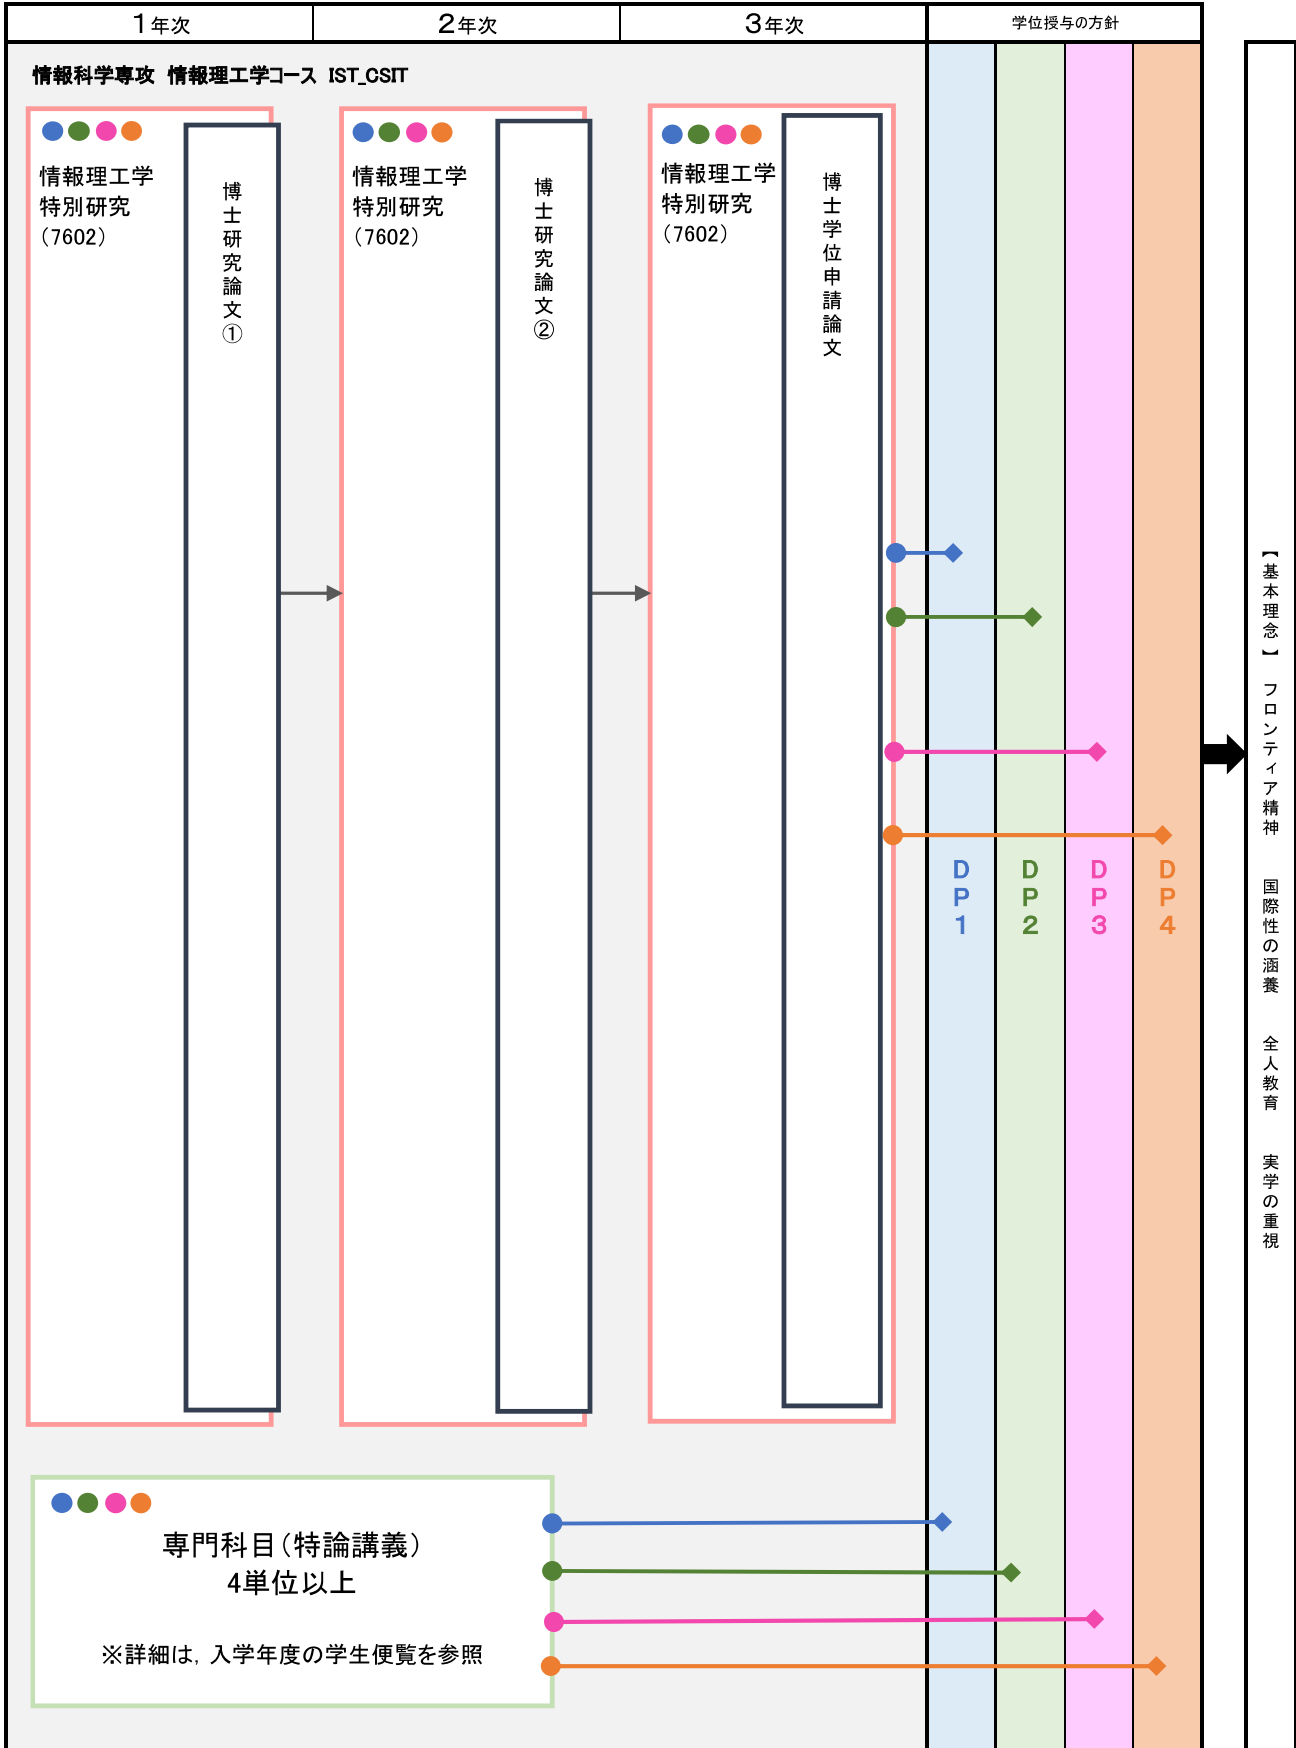 1年次
2年次
3年次
学位授与の方針
情報科学専攻 情報理工学コース IST_CSIT
情報理工学
特別研究
（7602）
博士研究論文①
情報理工学
特別研究
（7602）
博士研究論文②
情報理工学
特別研究
（7602）
博士学位申請論文
DP1
DP2
DP3
DP4
【基本理念】 フロンティア精神 国際性の涵養 全人教育 実学の重視
専門科目（特論講義）
4単位以上
※詳細は，入学年度の学生便覧を参照